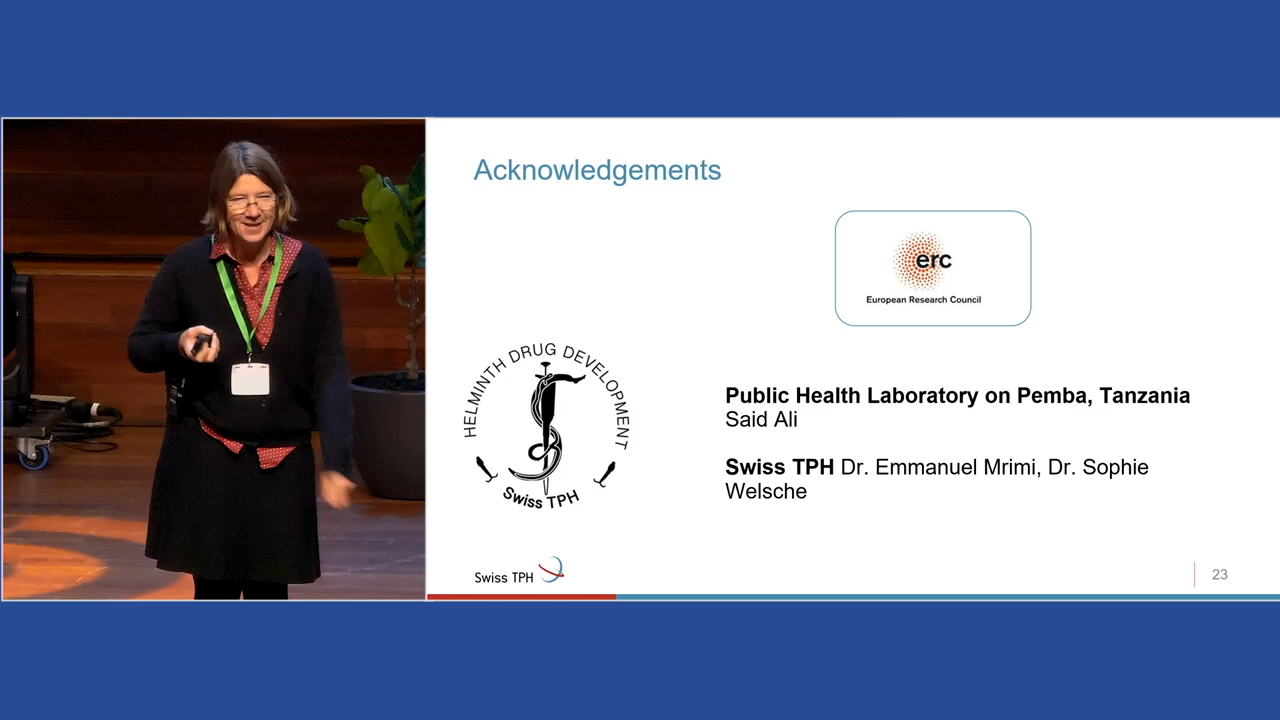 Acknowledgements
erc
European Research Council
HELMINTH DRUG DEVELOPMENT
Swiss TPH
Public Health Laboratory on Pemba, Tanzania
Said Ali
Swiss TPH Dr. Emmanuel Mrimi, Dr. Sophie
Welsche
Swiss TPH
23